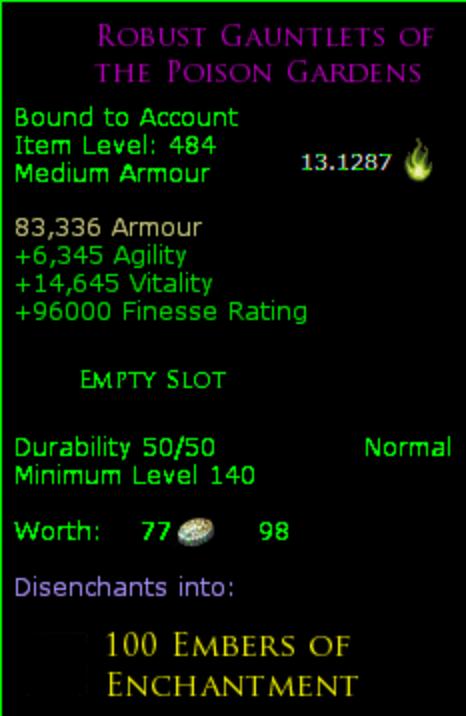 Robust Gauntlets of
the Poison Gardens
Bound to Account
Item Level: 484
Medium Armour
13.1287
83,336 Armour
+6,345 Agility
+14,645 Vitality
+96000 Finesse Rating
Empty Slot
Durability 50/50 Normal
Minimum Level 140
Worth: 77 98
Disenchants into:
100 Embers of
Enchantment